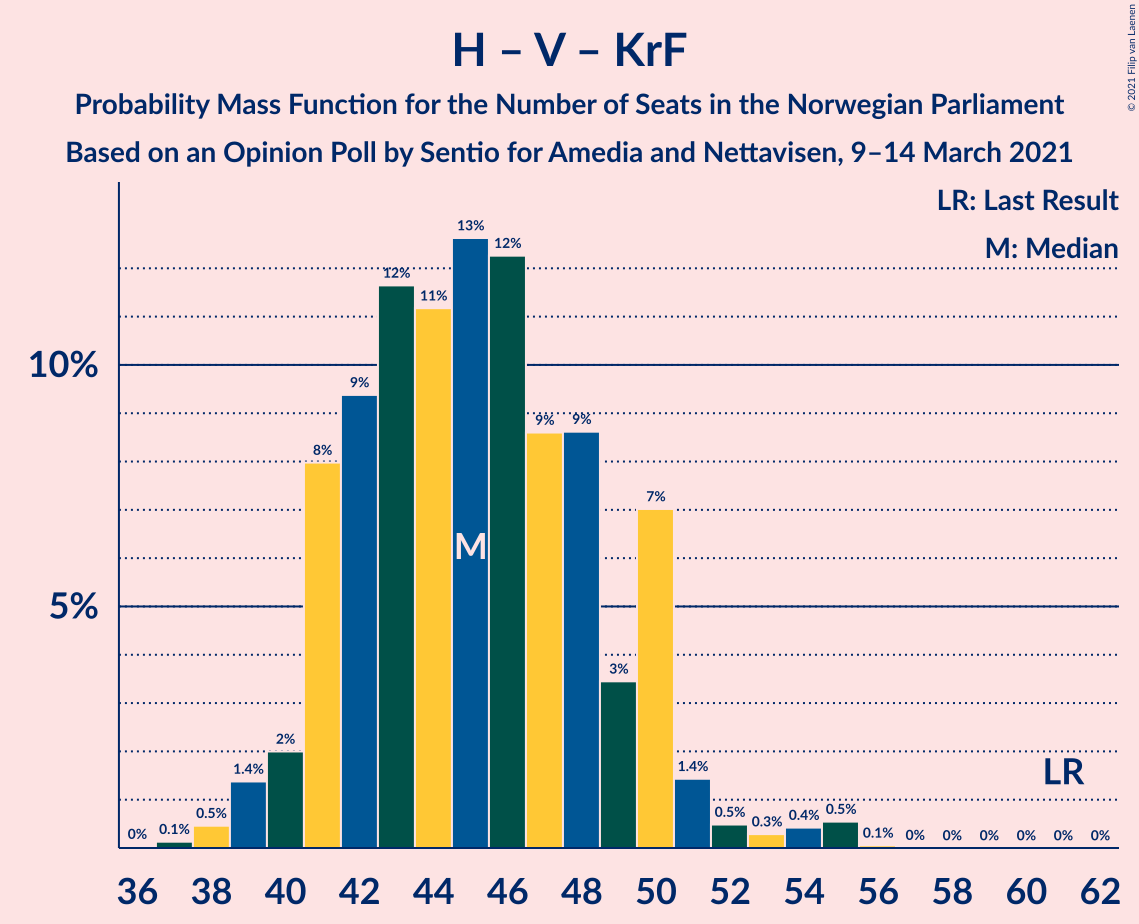 H – V – KrF
Probability Mass Function for the Number of Seats in the Norwegian Parliament
Based on an Opinion Poll by Sentio for Amedia and Nettavisen, 9–14 March 2021
© 2021 Filip van Laenen
LR: Last Result
M: Median
10%
5%
0% 0.1% 0.5% 1.4% 2% 8% 9% 12% 11% 13% 12% 9% 9% 3% 7% 1.4% 0.5% 0.3% 0.4% 0.5% 0.1% 0% 0% 0% 0% 0% 0%
M
LR
36 38 40 42 44 46 48 50 52 54 56 58 60 62